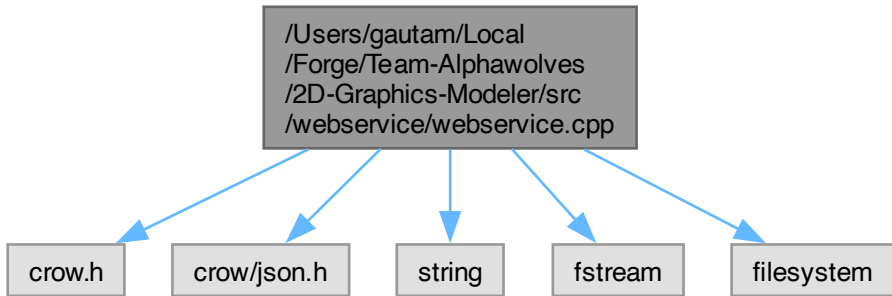 /Users/gautam/Local
/Forge/Team-Alphawolves
/2D-Graphics-Modeler/src
/webservice/webservice.cpp
crow.h
crow/json.h
string
fstream
filesystem